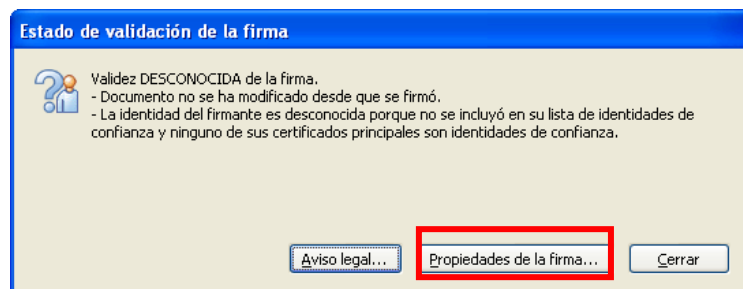 Estado de validación de la firma
Validez DESCONOCIDA de la firma.
- Documento no se ha modificado desde que se firmó.
- La identidad del firmante es desconocida porque no se incluyó en su lista de identidades de
confianza y ninguno de sus certificados principales son identidades de confianza.
Aviso legal... Propiedades de la firma... Cerrar